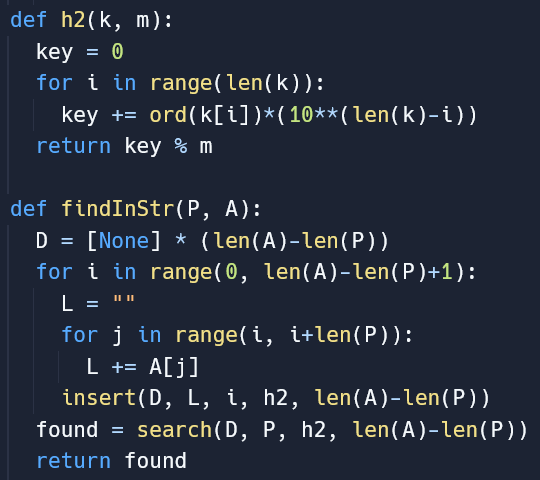 def h2(k, m):
  key = 0
  for i in range(len(k)):
    key += ord(k[i])*(10**(len(k)-i))
  return key % m

def findInStr(P, A):
  D = [None] * (len(A)-len(P))
  for i in range(0, len(A)-len(P)+1):
    L = ""
    for j in range(i, i+len(P)):
      L += A[j]
    insert(D, L, i, h2, len(A)-len(P))
  found = search(D, P, h2, len(A)-len(P))
  return found